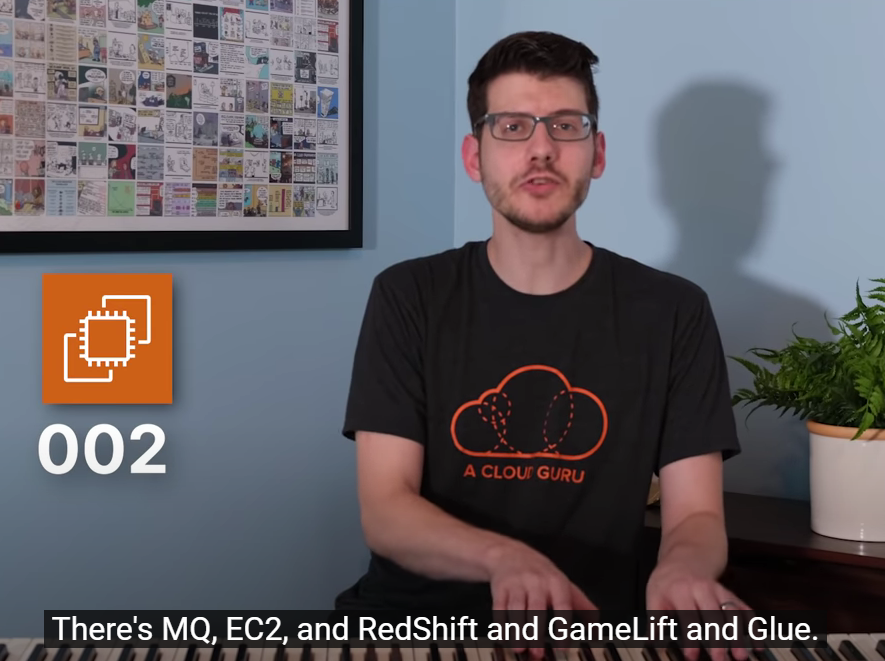 A CLOUD GURU
002
There's MQ, EC2, and RedShift and GameLift and Glue.